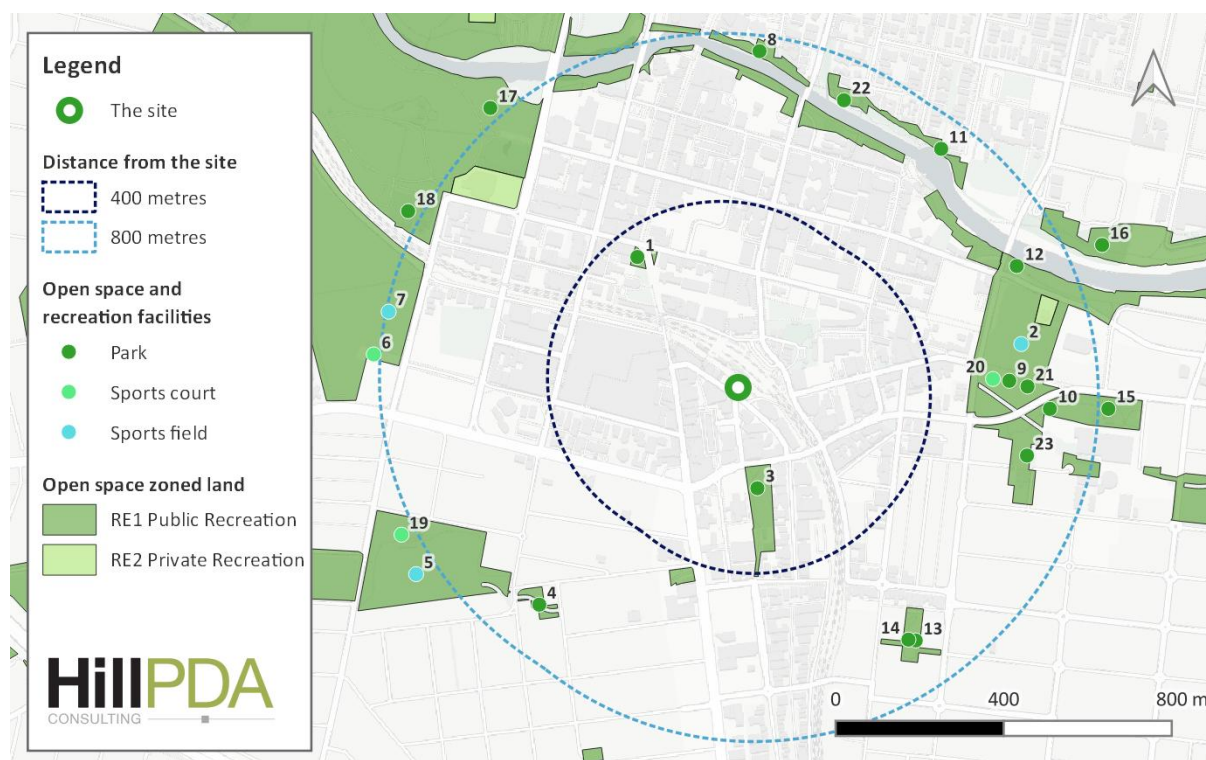 Legend
The site
Distance from the site
400 metres
800 metres
Open space and
recreation facilities
Park
Sports court
Sports field
Open space zoned land
RE1 Public Recreation
RE2 Private Recreation
HillPDA
CONSULTING
8
17
22
11
18
1
16
12
7
2
6
20
9
21
10
15
23
3
19
5
4
14
13
0
400
800 m